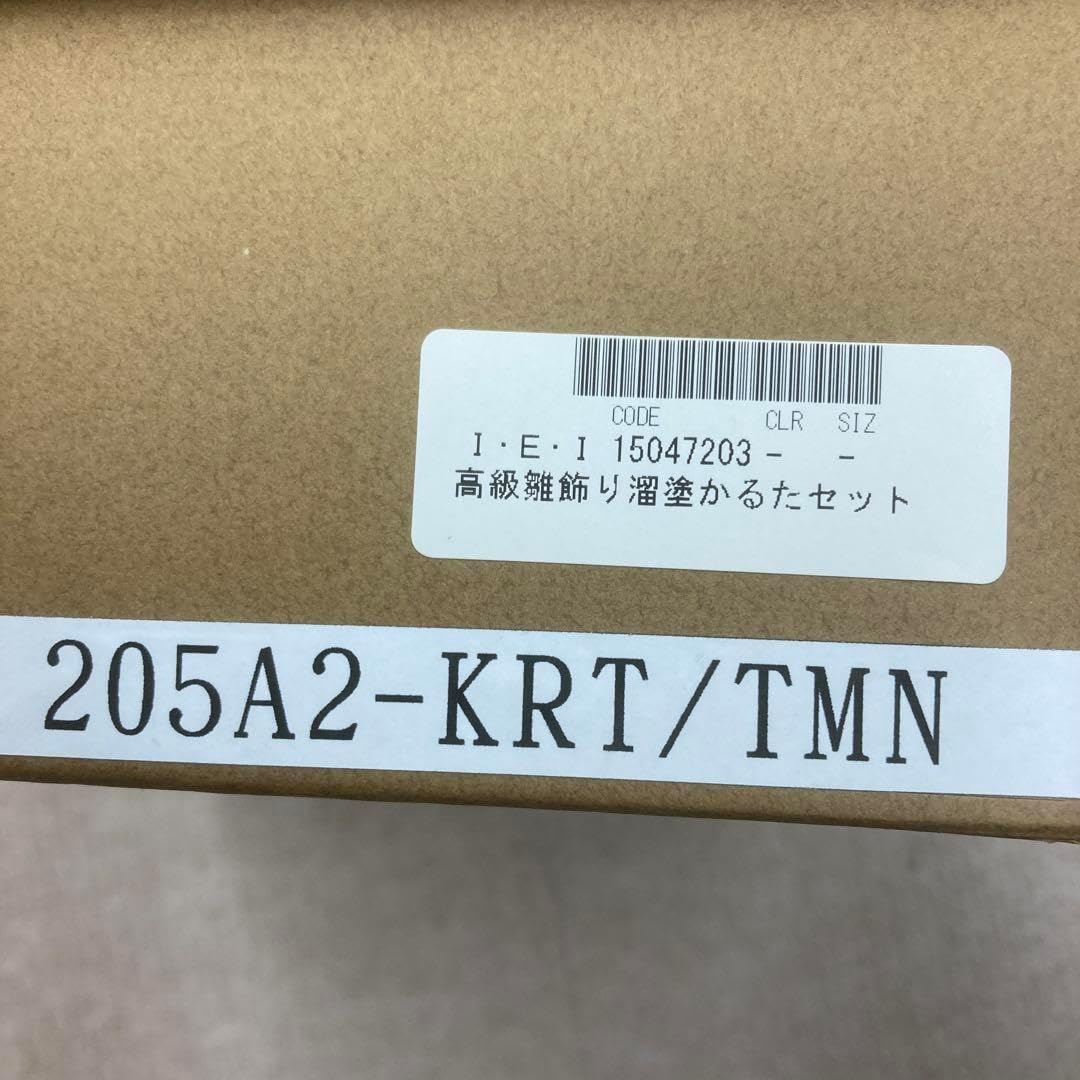 CODE CLR SIZ
I・E・I 15047203 - -
高級雛飾り溜塗かるたセット
205A2-KRT/TMN